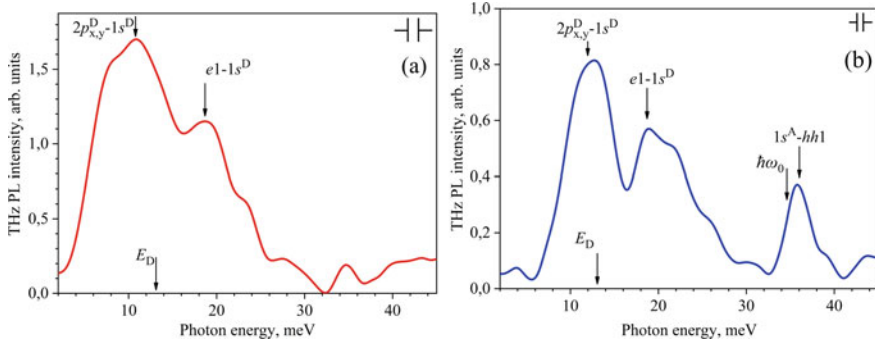 2p^D_x,y-1s^D
(a)
e1-1s^D
E_D
1,5
1,0
0,5
0,0
10
20
30
40
THz PL intensity, arb. units
Photon energy, meV
2p^D_x,y-1s^D
(b)
e1-1s^D
1s^A-hh1
ℏω_0
E_D
1,0
0,8
0,6
0,4
0,2
0,0
10
20
30
40
THz PL intensity, arb. units
Photon energy, meV